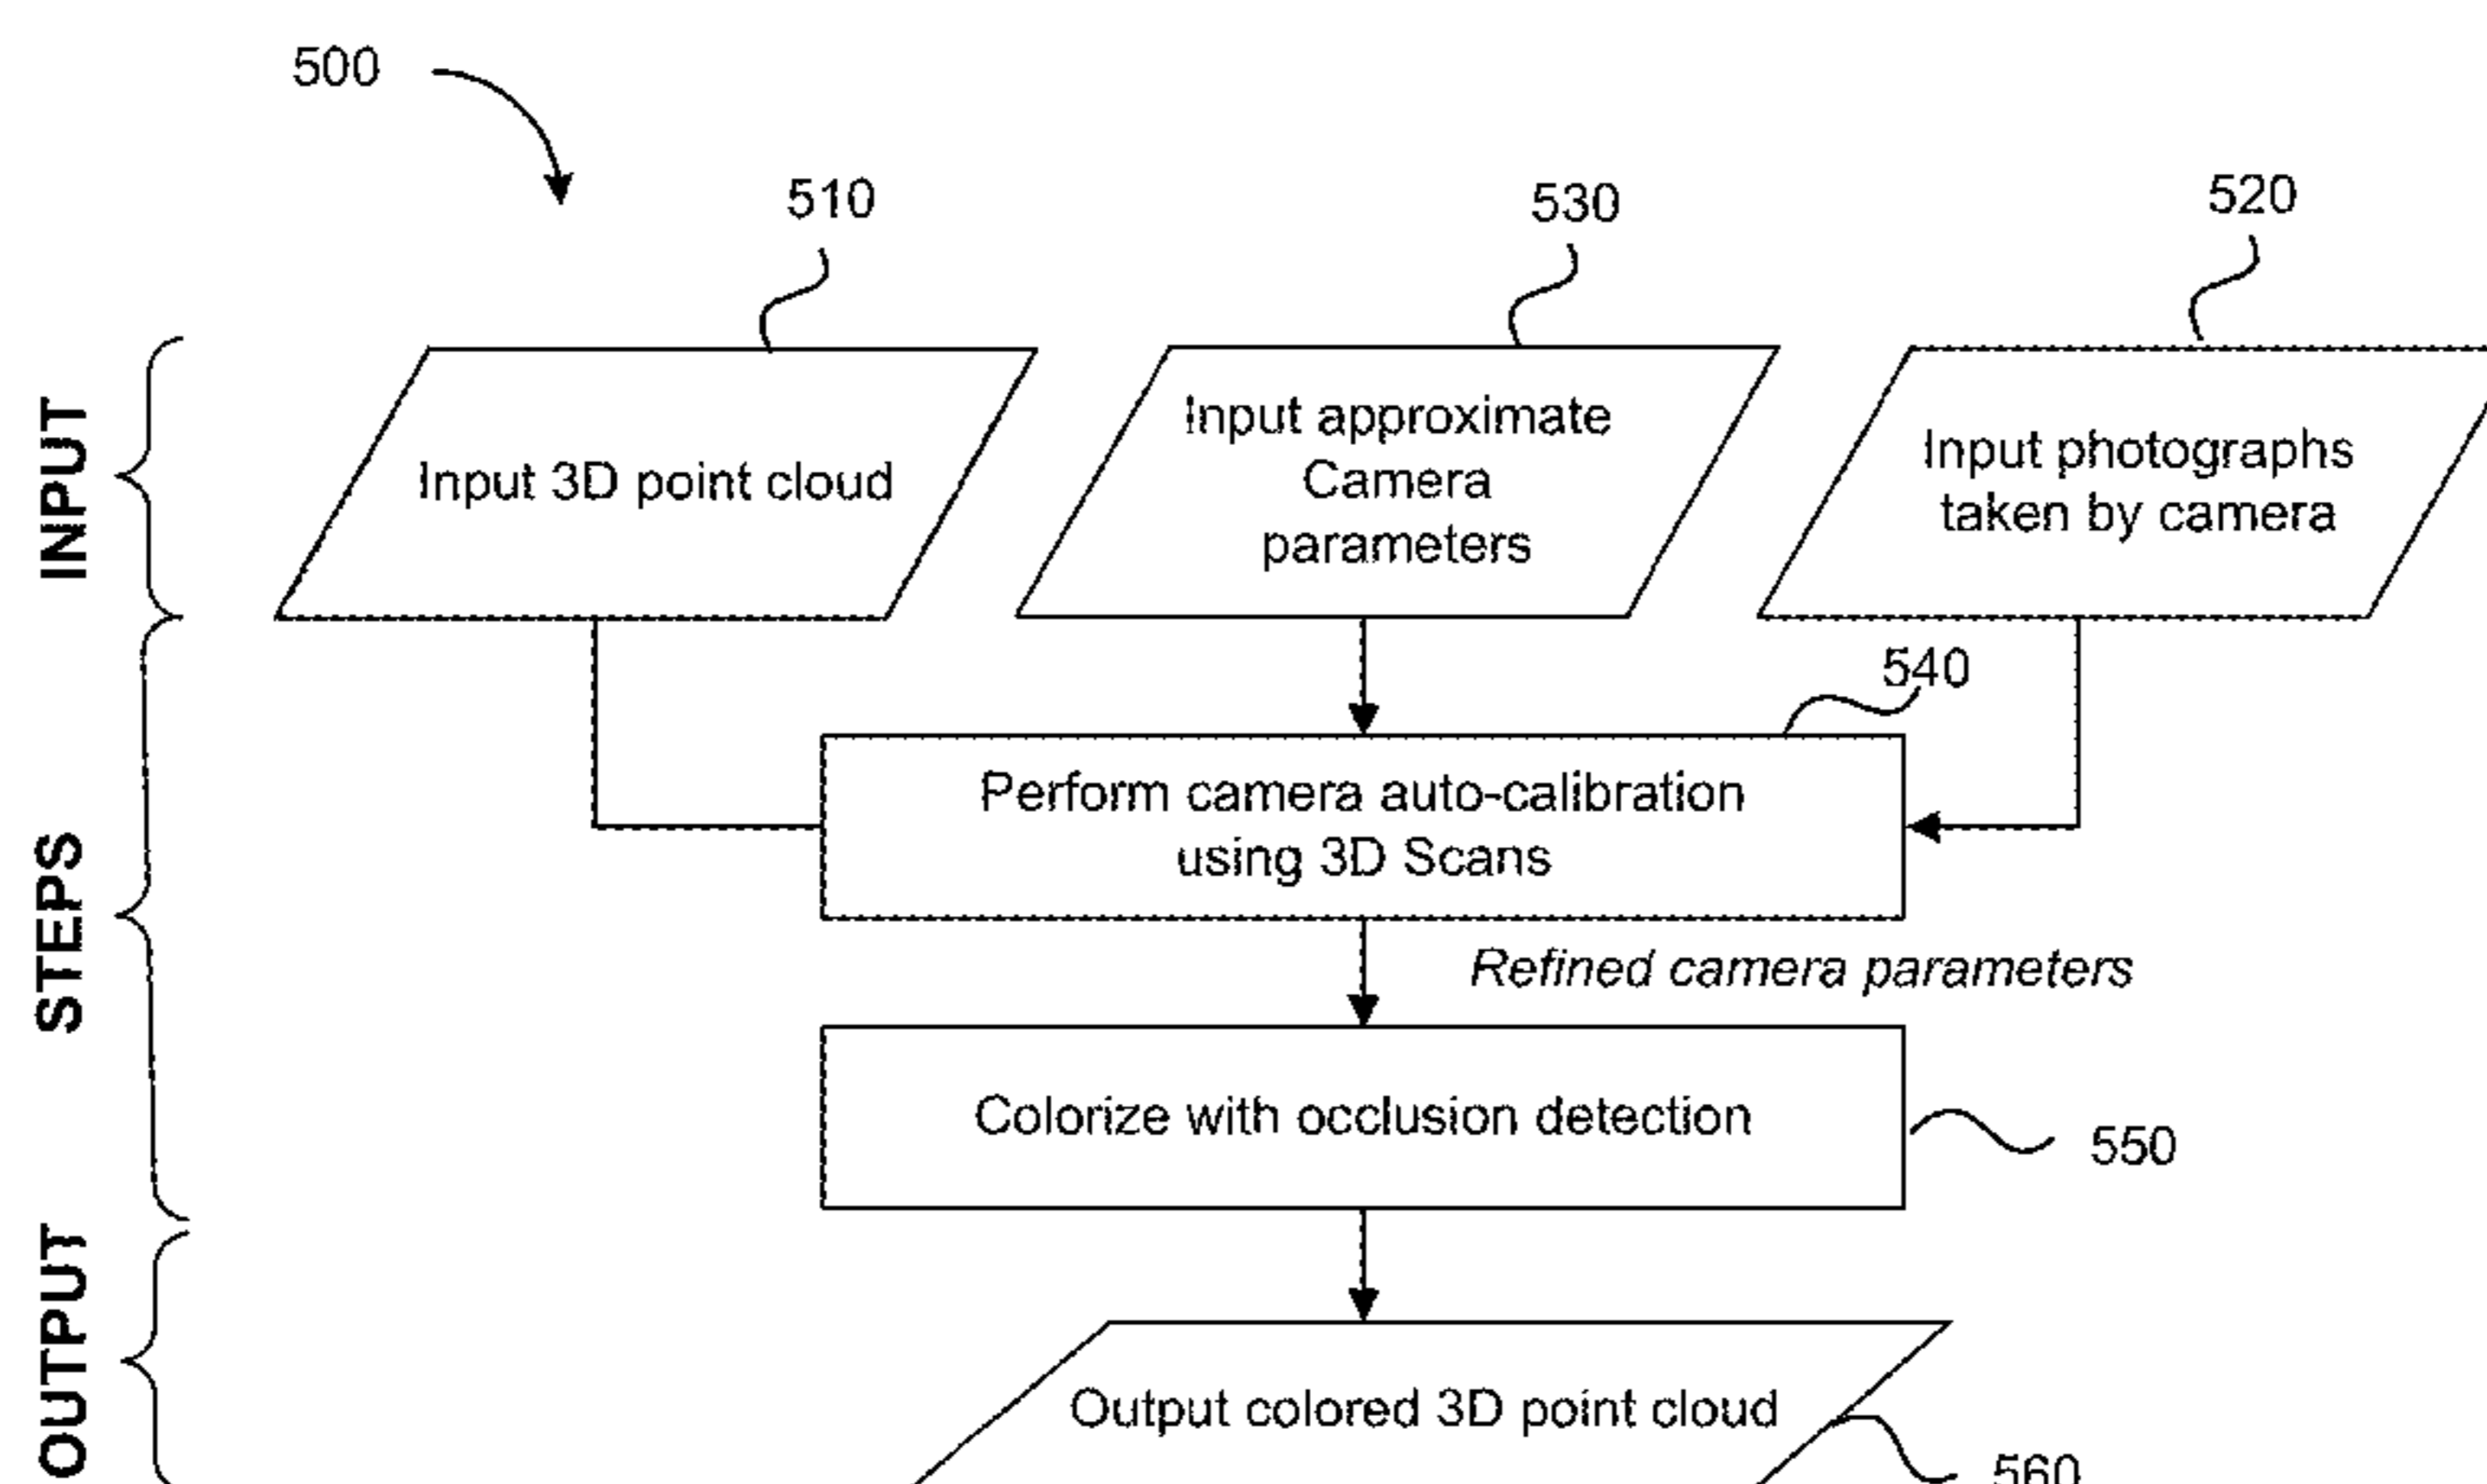 500
510
530
520
INPUT
Input 3D point cloud
Input approximate
Camera
parameters
Input photographs
taken by camera
540
STEPS
Perform camera auto-calibration
using 3D Scans
Refined camera parameters
Colorize with occlusion detection
550
OUTPUT
Output colored 3D point cloud
560